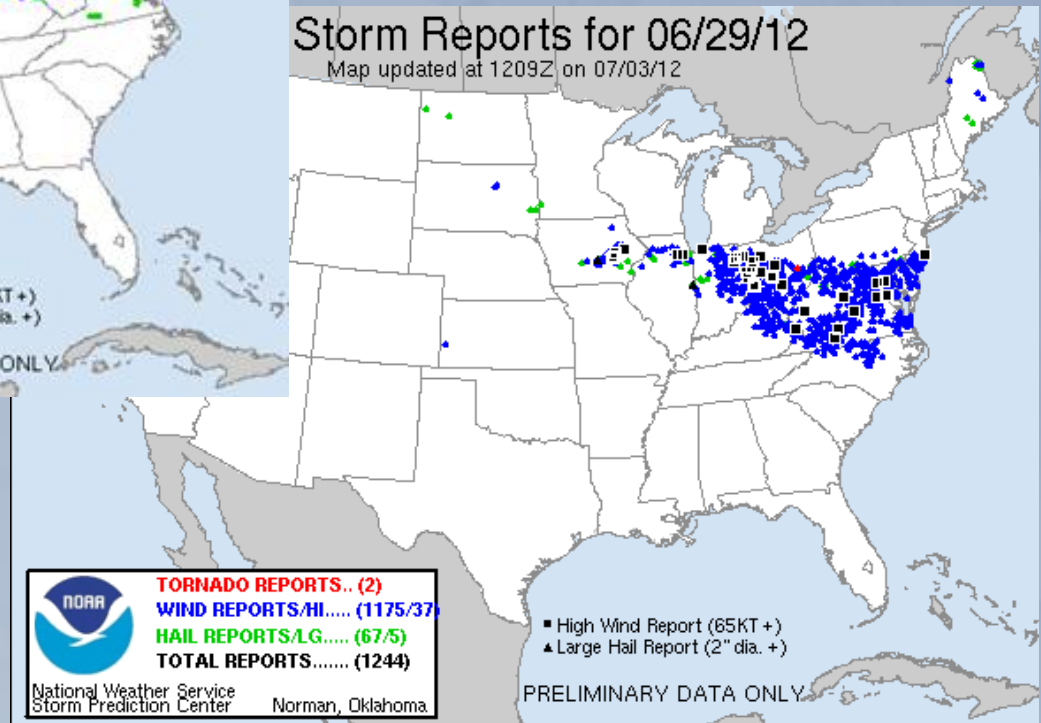 Storm Reports for 06/29/12
Map updated at 1209Z on 07/03/12
T+)
ia. +)
ONLY
NOAA
TORNADO REPORTS.. (2)
WIND REPORTS/HI..... (1175/37)
HAIL REPORTS/LG..... (67/5)
TOTAL REPORTS....... (1244)
National Weather Service
Storm Prediction Center Norman, Oklahoma
■ High Wind Report (65KT +)
▲ Large Hail Report (2" dia. +)
PRELIMINARY DATA ONLY